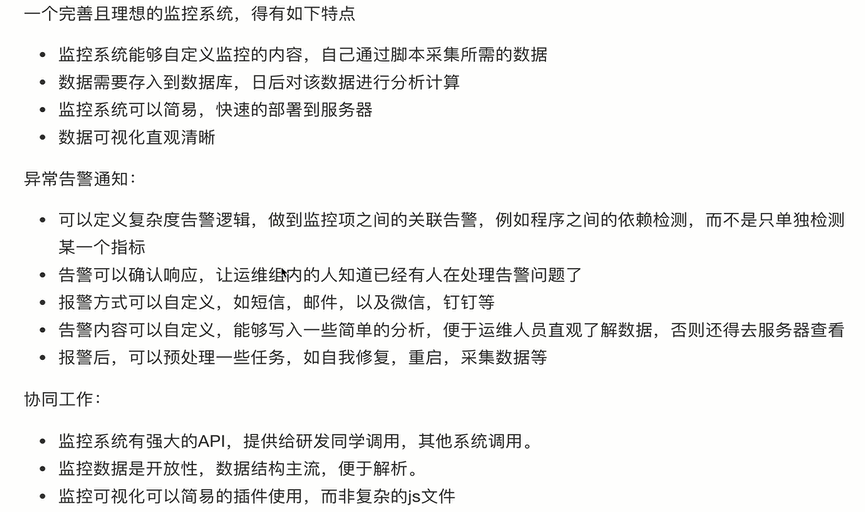 一个完善且理想的监控系统，得有如下特点
• 监控系统能够自定义监控的内容，自己通过脚本采集所需的数据
• 数据需要存入到数据库，日后对该数据进行分析计算
• 监控系统可以简易，快速的部署到服务器
• 数据可视化直观清晰
异常告警通知：
• 可以定义复杂度告警逻辑，做到监控项之间的关联告警，例如程序之间的依赖检测，而不是只单独检测
某一个指标
• 告警可以确认响应，让运维组内的人知道已经有人在处理告警问题了
• 报警方式可以自定义，如短信，邮件，以及微信，钉钉等
• 告警内容可以自定义，能够写入一些简单的分析，便于运维人员直观了解数据，否则还得去服务器查看
• 报警后，可以预处理一些任务，如自我修复，重启，采集数据等
协同工作：
• 监控系统有强大的API，提供给研发同学调用，其他系统调用。
• 监控数据是开放性，数据结构主流，便于解析。
• 监控可视化可以简易的插件使用，而非复杂的js文件